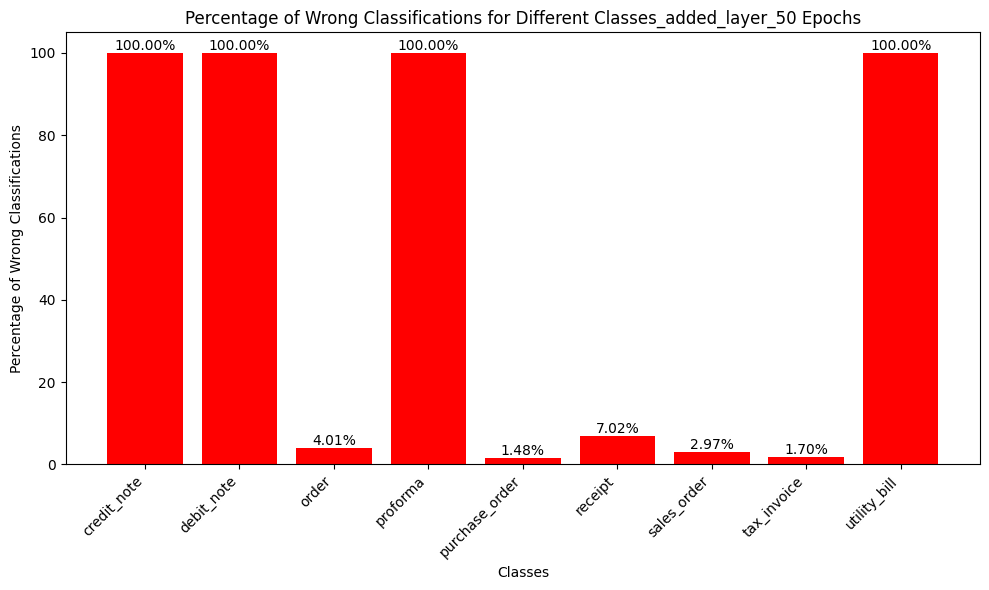 Percentage of Wrong Classifications for Different Classes_added_layer_50 Epochs
Percentage of Wrong Classifications
100
80
60
40
20
0
100.00%
100.00%
4.01%
100.00%
1.48%
7.02%
2.97%
1.70%
100.00%
credit_note
debit_note
order
proforma
purchase_order
receipt
sales_order
tax_invoice
utility_bill
Classes